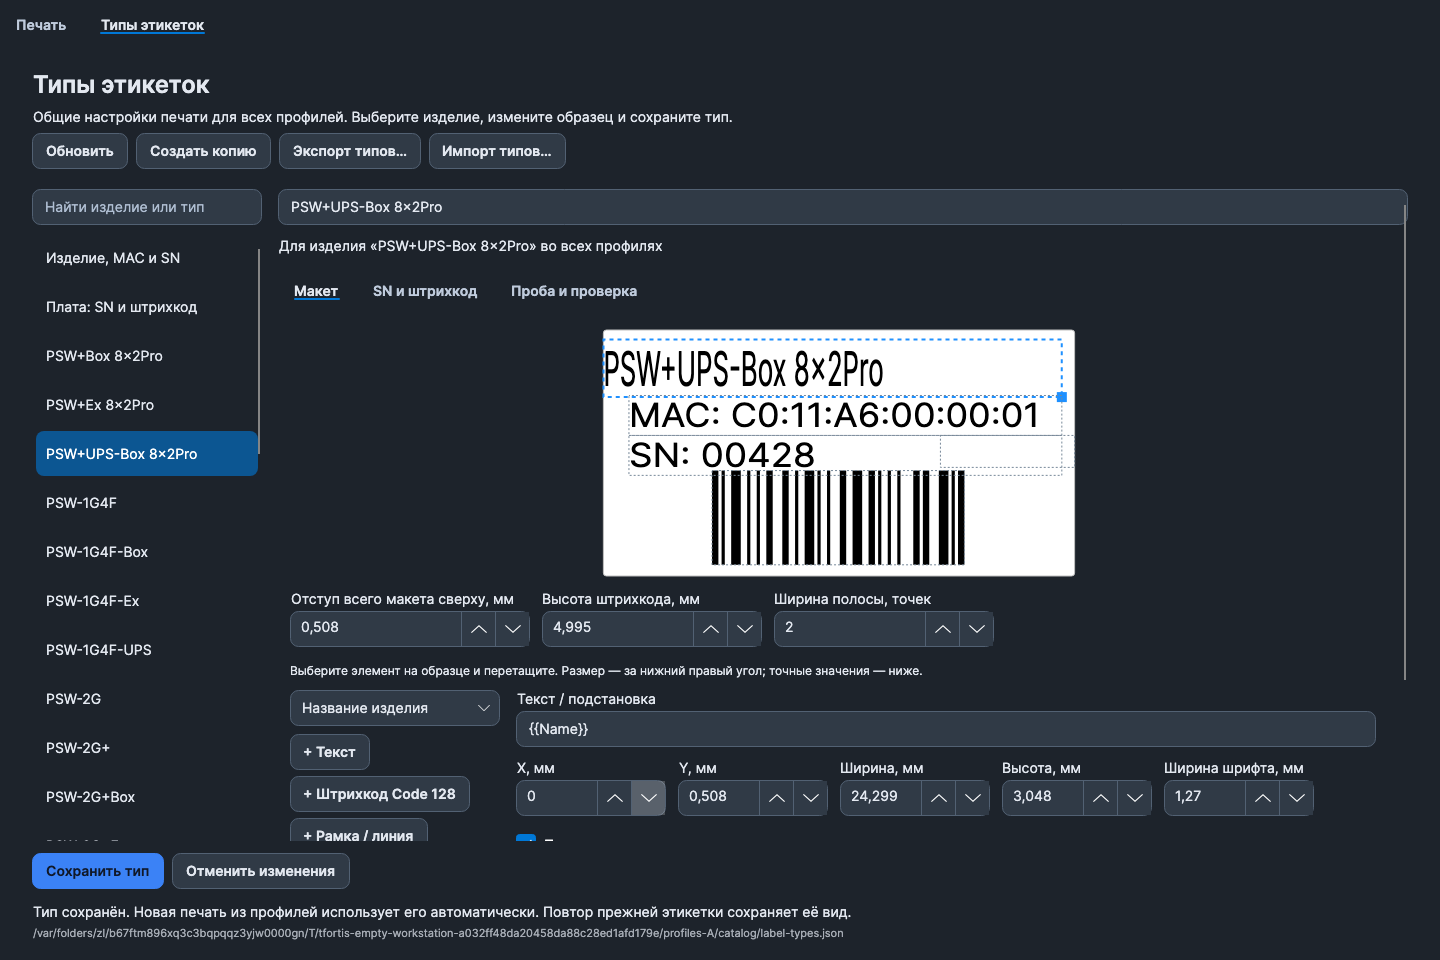 Печать
Типы этикеток
Типы этикеток
Общие настройки печати для всех профилей. Выберите изделие, измените образец и сохраните тип.
Обновить
Создать копию
Экспорт типов...
Импорт типов...
Найти изделие или тип
PSW+UPS-Box 8×2Pro
Для изделия «PSW+UPS-Box 8×2Pro» во всех профилях
Изделие, MAC и SN
Плата: SN и штрихкод
PSW+Box 8×2Pro
PSW+Ex 8×2Pro
PSW+UPS-Box 8×2Pro
PSW-1G4F
PSW-1G4F-Box
PSW-1G4F-Ex
PSW-1G4F-UPS
PSW-2G
PSW-2G+
PSW-2G+Box
Макет
SN и штрихкод
Проба и проверка
PSW+UPS-Box 8×2Pro
MAC: C0:11:A6:00:00:01
SN: 00428
Отступ всего макета сверху, мм
Высота штрихкода, мм
Ширина полосы, точек
0,508
4,995
2
Выберите элемент на образце и перетащите. Размер — за нижний правый угол; точные значения — ниже.
Название изделия
Текст / подстановка
{{Name}}
+ Текст
+ Штрихкод Code 128
+ Рамка / линия
X, мм
Y, мм
Ширина, мм
Высота, мм
Ширина шрифта, мм
0
0,508
24,299
3,048
1,27
Сохранить тип
Отменить изменения
Тип сохранён. Новая печать из профилей использует его автоматически. Повтор прежней этикетки сохраняет её вид.
/var/folders/zl/b67ftm896xq3c3bqpqqz3yjw0000gn/T/tfortis-empty-workstation-a032ff48da20458da88c28ed1afd179e/profiles-A/catalog/label-types.json